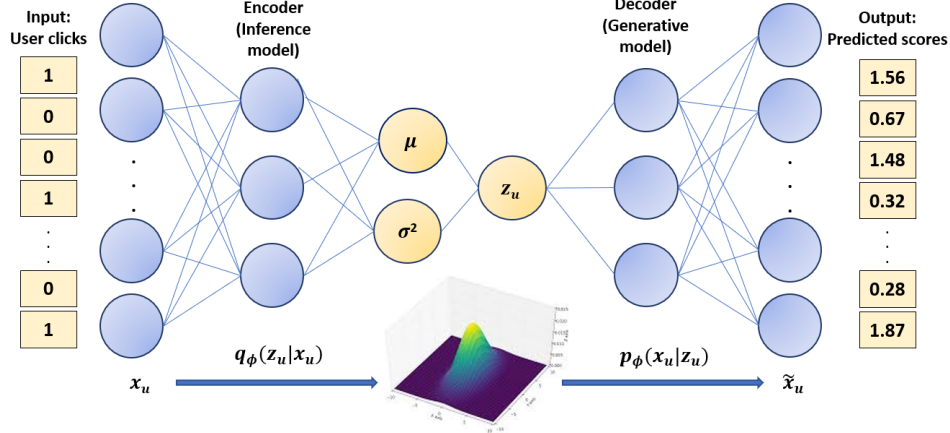 Input:
User clicks
1
0
0
1
.
.
.
0
1
Encoder
(Inference
model)
.
.
.
μ
σ²
z_u
Decoder
(Generative
model)
.
.
.
Output:
Predicted scores
1.56
0.67
1.48
0.32
.
.
.
0.28
1.87
x_u
q_ϕ(z_u|x_u)
p_ϕ(x_u|z_u)
x̃_u